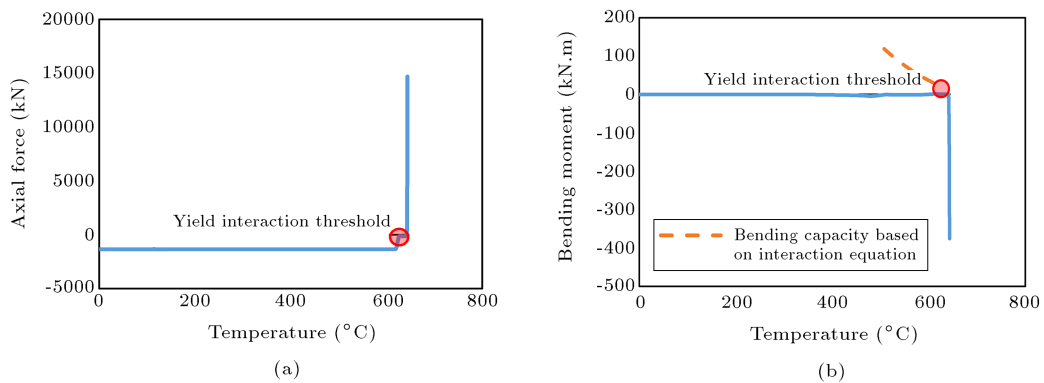 20000
15000
10000
5000
0
-5000
Axial force (kN)
Yield interaction threshold
0 200 400 600 800
Temperature (°C)
(a)
200
100
0
-100
-200
-300
-400
-500
Bending moment (kN.m)
Yield interaction threshold
Bending capacity based
on interaction equation
0 200 400 600 800
Temperature (°C)
(b)